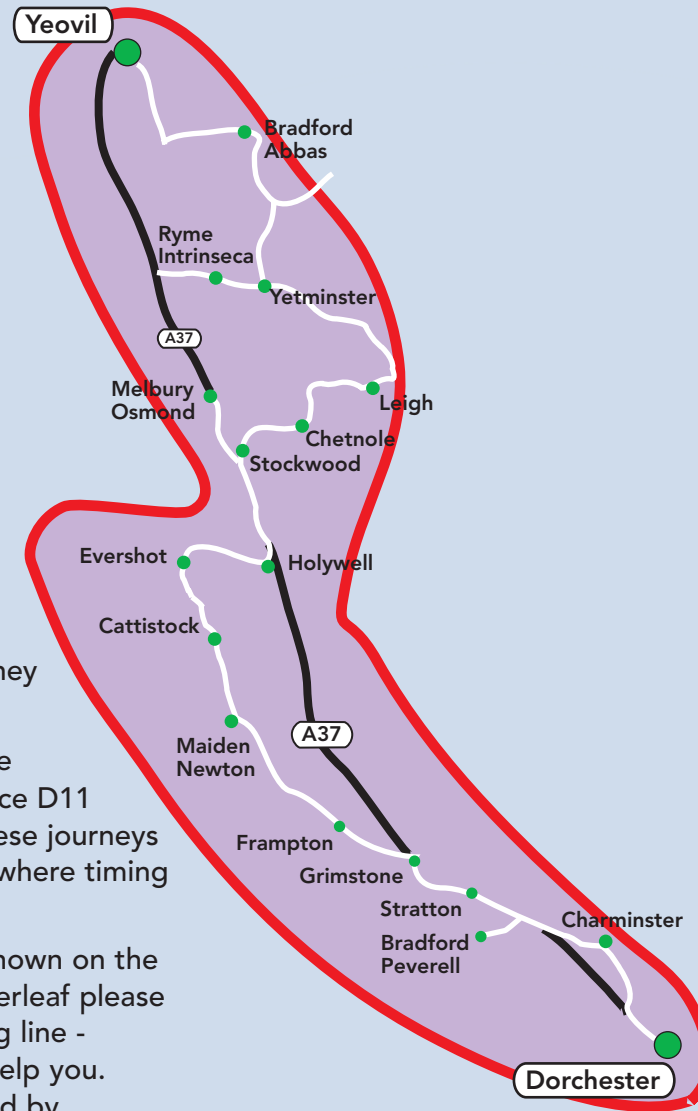 Yeovil
Bradford
Abbas
Ryme
Intrinseca
Yetminster
A37
Melbury
Osmond
Leigh
Chetnole
Stockwood
Evershot
Holywell
Cattistock
Maiden
Newton
A37
Frampton
Grimstone
Stratton
Charminster
Bradford
Peverell
Dorchester
ney
e
ce D11
ese journeys
where timing
hown on the
erleaf please
g line -
elp you.
d by